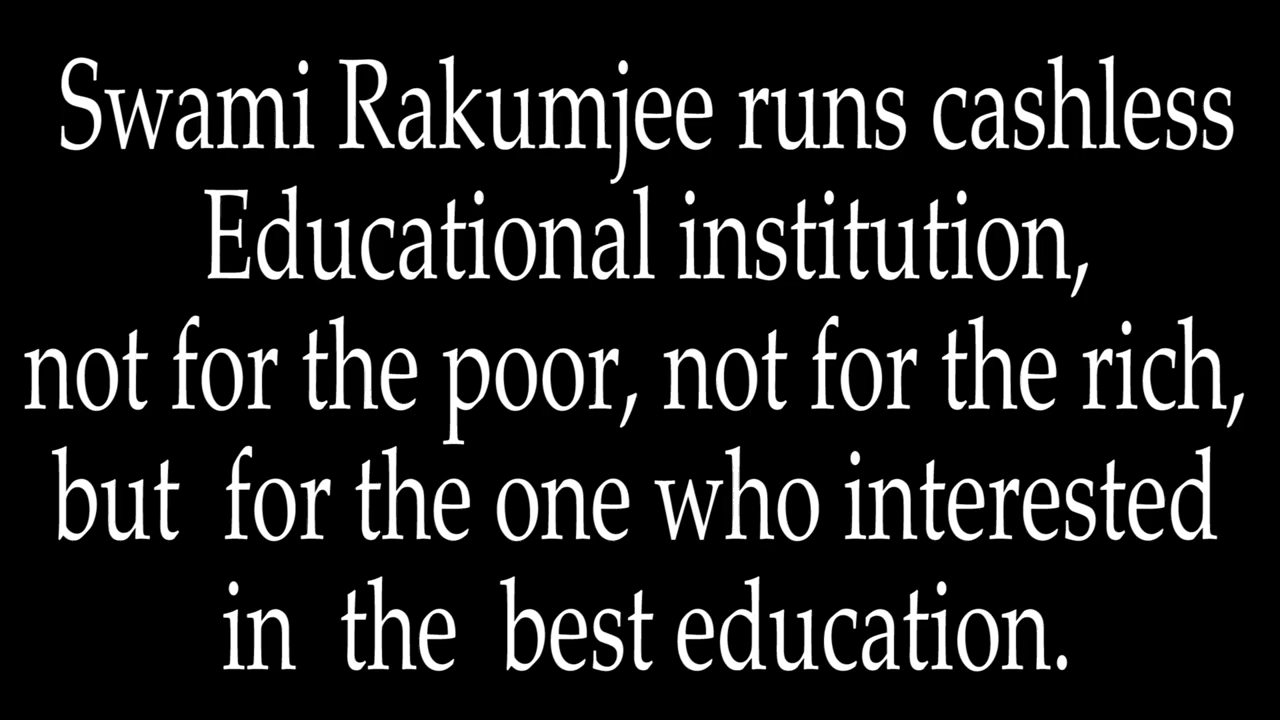 Swami Rakumjee runs cashless
Educational institution,
not for the poor, not for the rich,
but for the one who interested
in the best education.